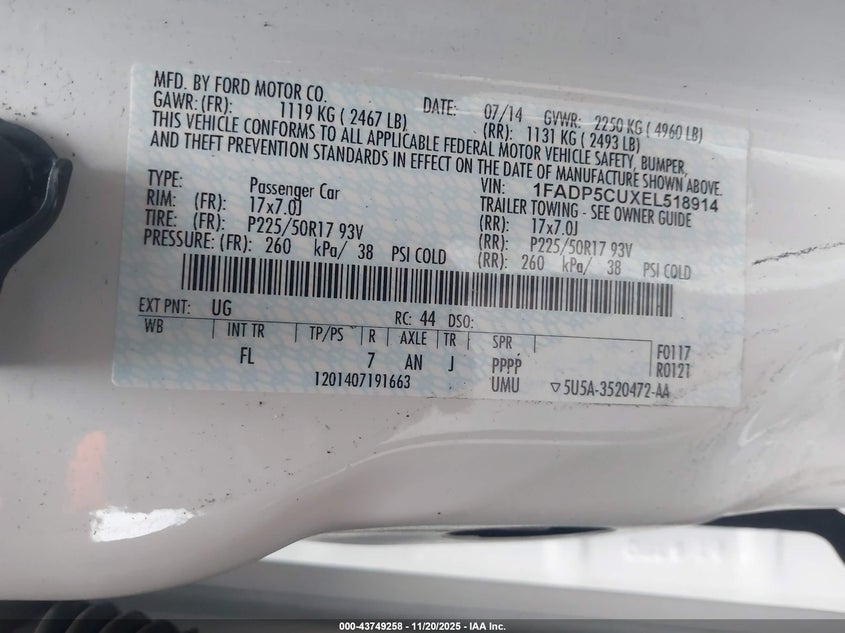 MFD. BY FORD MOTOR CO.
DATE: 07/14 GVWR: 2250 KG ( 4960 LB)
GAWR: (FR): 1119 KG ( 2467 LB) (RR): 1131 KG ( 2493 LB)
THIS VEHICLE CONFORMS TO ALL APPLICABLE FEDERAL MOTOR VEHICLE SAFETY, BUMPER,
AND THEFT PREVENTION STANDARDS IN EFFECT ON THE DATE OF MANUFACTURE SHOWN ABOVE.
VIN: 1FADP5CUXEL518914
TYPE: Passenger Car TRAILER TOWING - SEE OWNER GUIDE
RIM: (FR): 17x7.0J (RR): 17x7.0J
TIRE: (FR): P225/50R17 93V (RR): P225/50R17 93V
PRESSURE: (FR): 260 kPa/ 38 PSI COLD (RR): 260 kPa/ 38 PSI COLD
EXT PNT: UG RC: 44 DSO:
WB INT TR TP/PS R AXLE TR SPR
FL 7 AN J PPPP
F0117
R0121
1201407191663 UMU ▽5U5A-3520472-AA
000-43749258 - 11/20/2025 - IAA Inc.